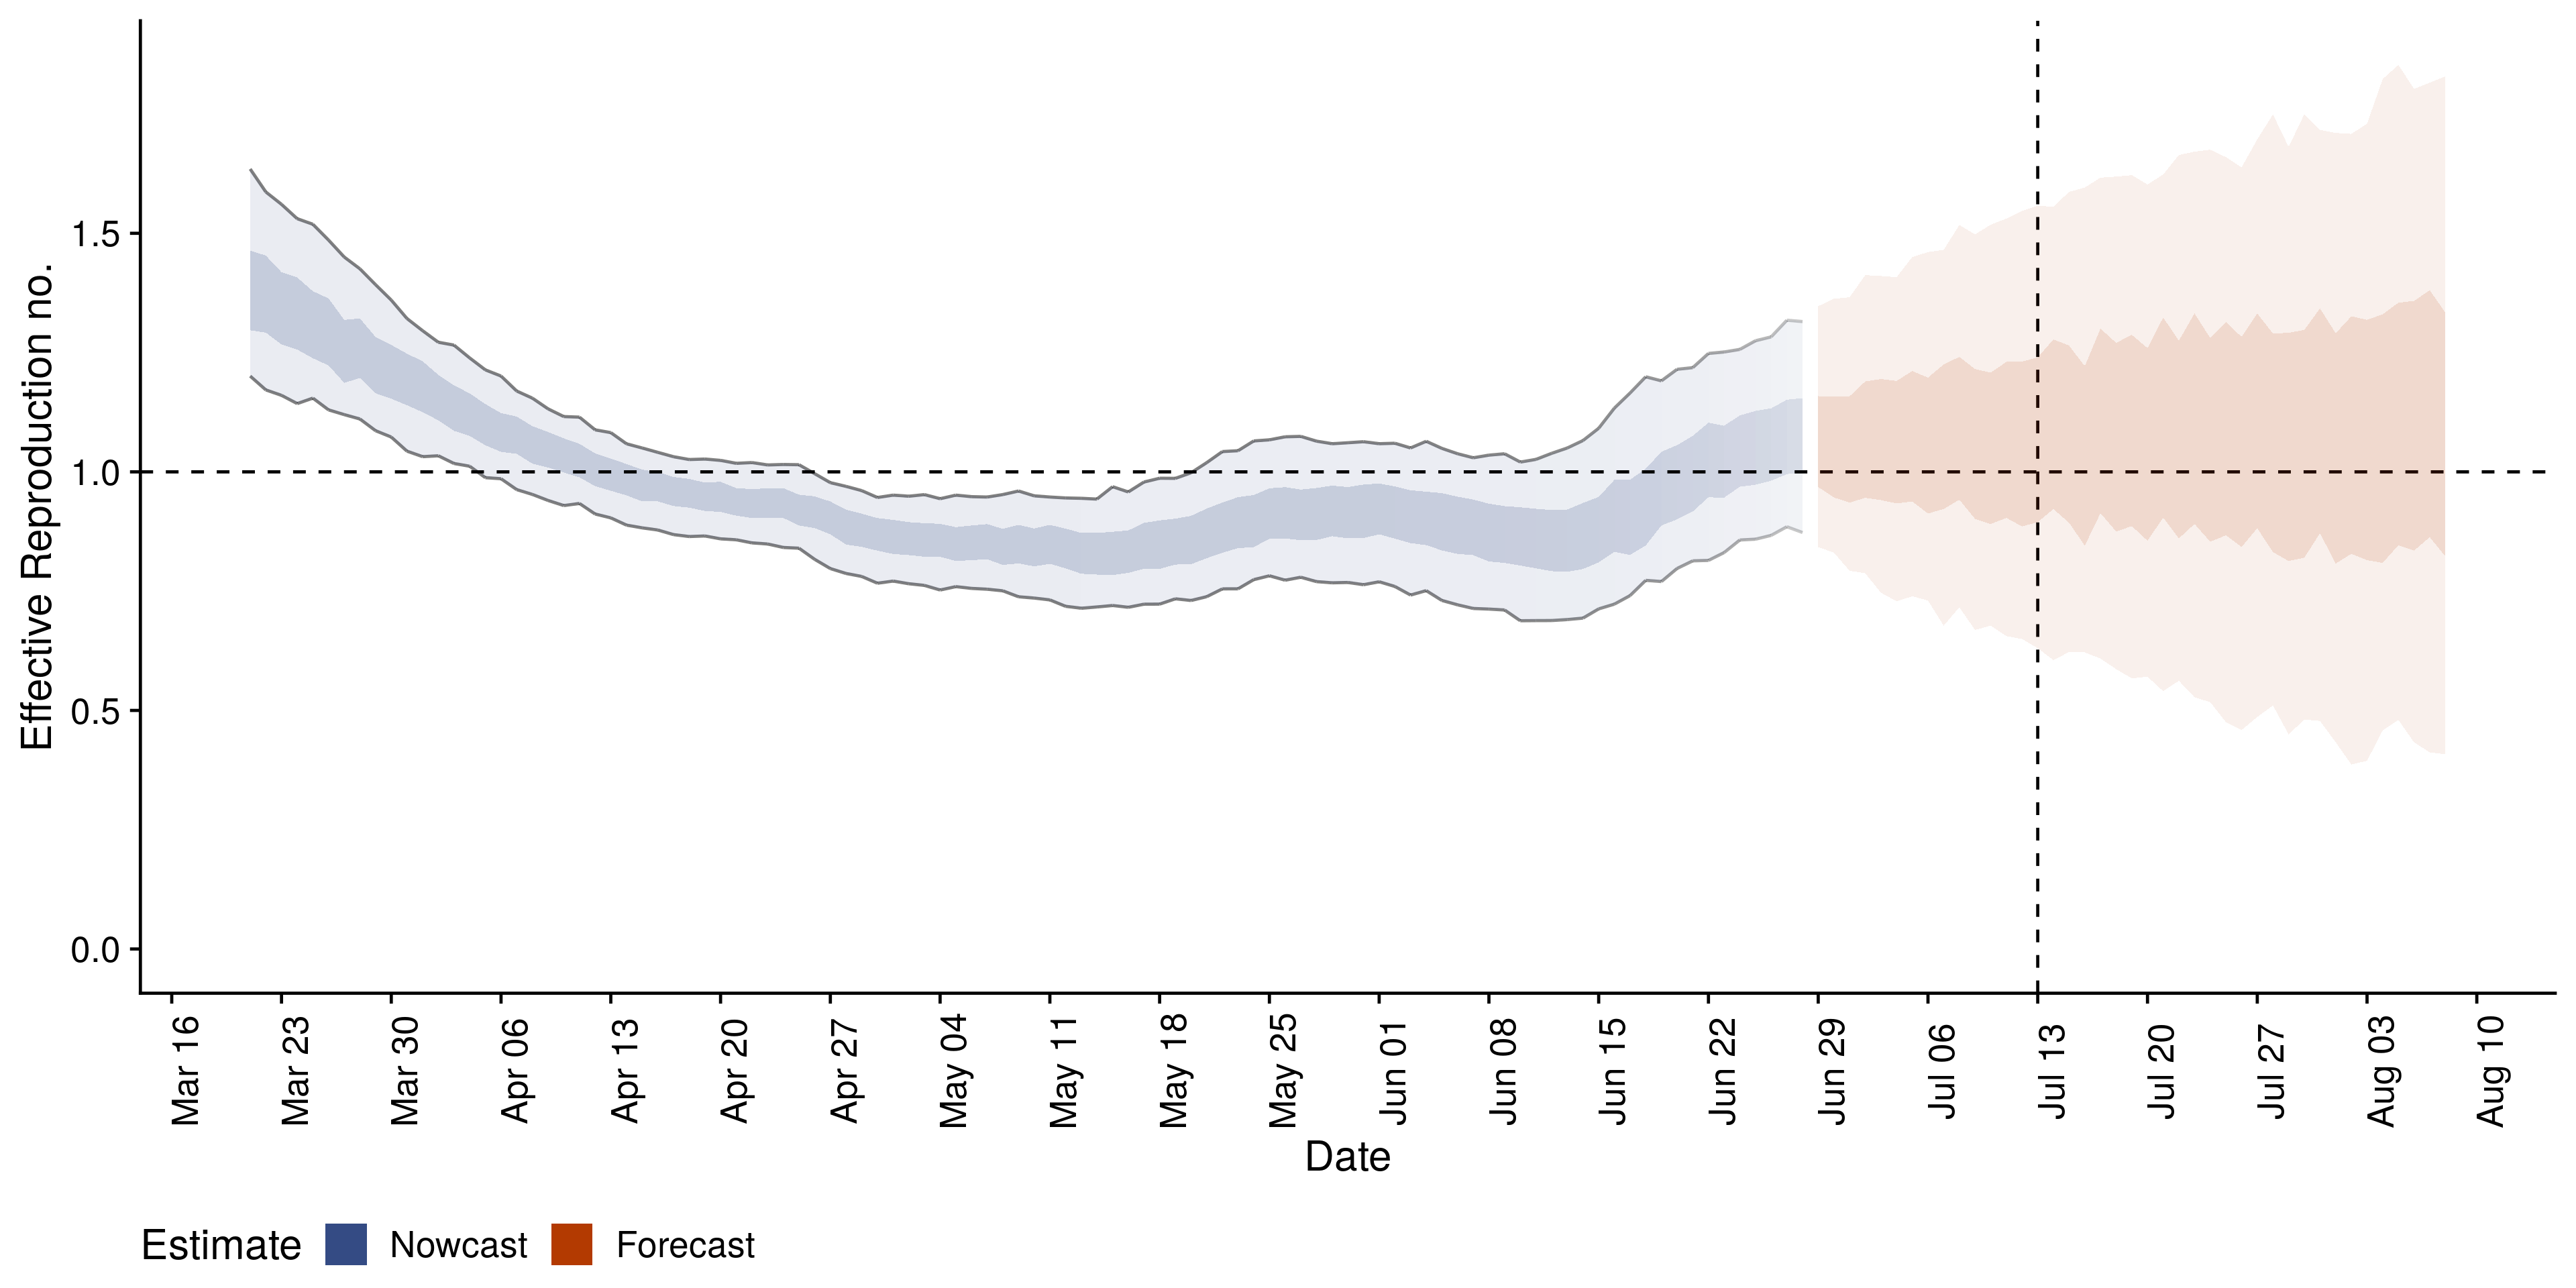 Effective Reproduction no.
1.5
1.0
0.5
0.0
Mar 16
Mar 23
Mar 30
Apr 06
Apr 13
Apr 20
Apr 27
May 04
May 11
May 18
May 25
Jun 01
Jun 08
Jun 15
Jun 22
Jun 29
Jul 06
Jul 13
Jul 20
Jul 27
Aug 03
Aug 10
Date
Estimate Nowcast Forecast